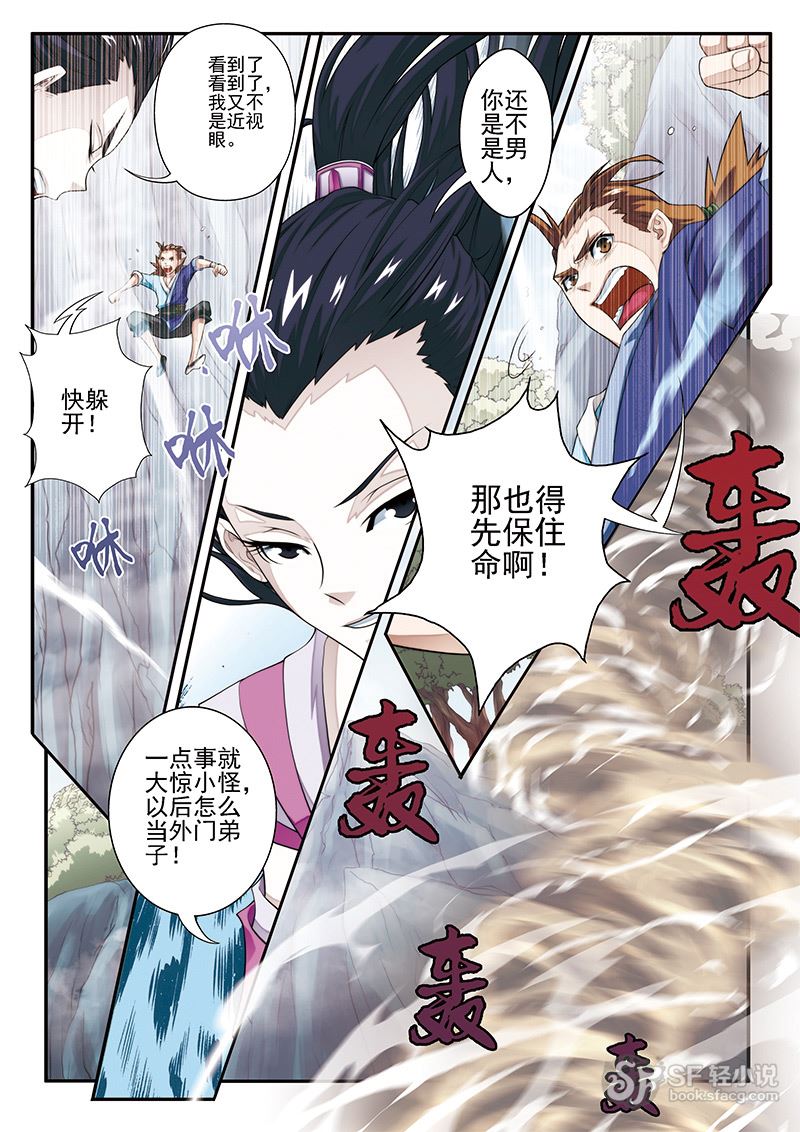 看到了
看到了，
我又不
是近视
眼。
快躲
开！
咻
咻
咻
还不
你是男
是人，
那也得
先保住
命啊！
一点事就
大惊小怪，
以后怎么
当外门弟
子！
轰
轰
轰
轰
SF轻小说
book.sfacg.com